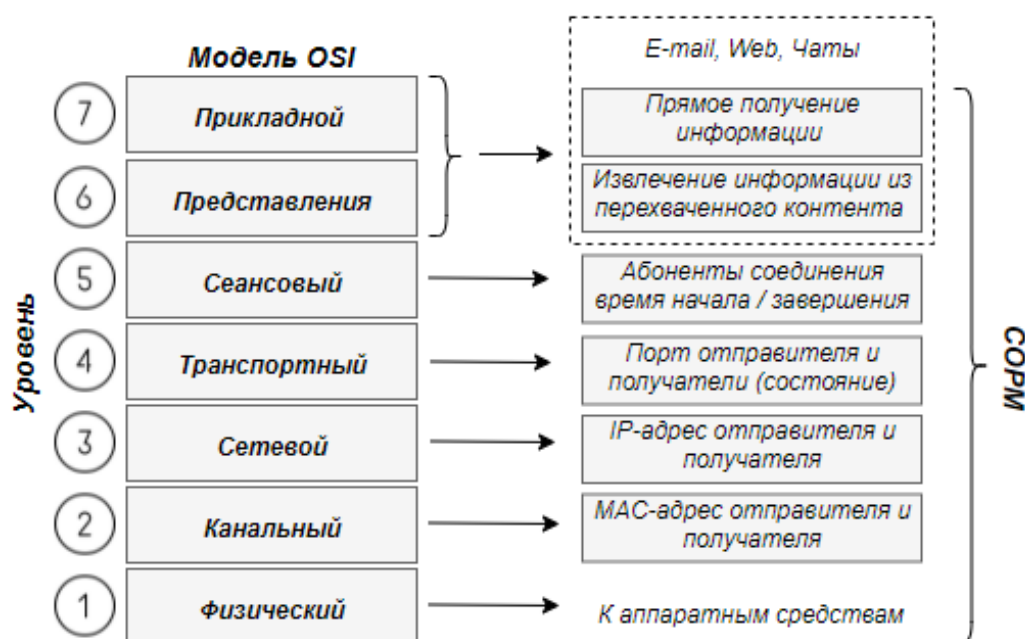 Модель OSI
E-mail, Web, Чаты
7
Прикладной
Прямое получение
информации
6
Представления
Извлечение информации из
перехваченного контента
5
Сеансовый
Абоненты соединения
время начала / завершения
4
Транспортный
Порт отправителя и
получатели (состояние)
3
Сетевой
IP-адрес отправителя и
получателя
2
Канальный
MAC-адрес отправителя и
получателя
1
Физический
К аппаратным средствам
Уровень
СОРМ